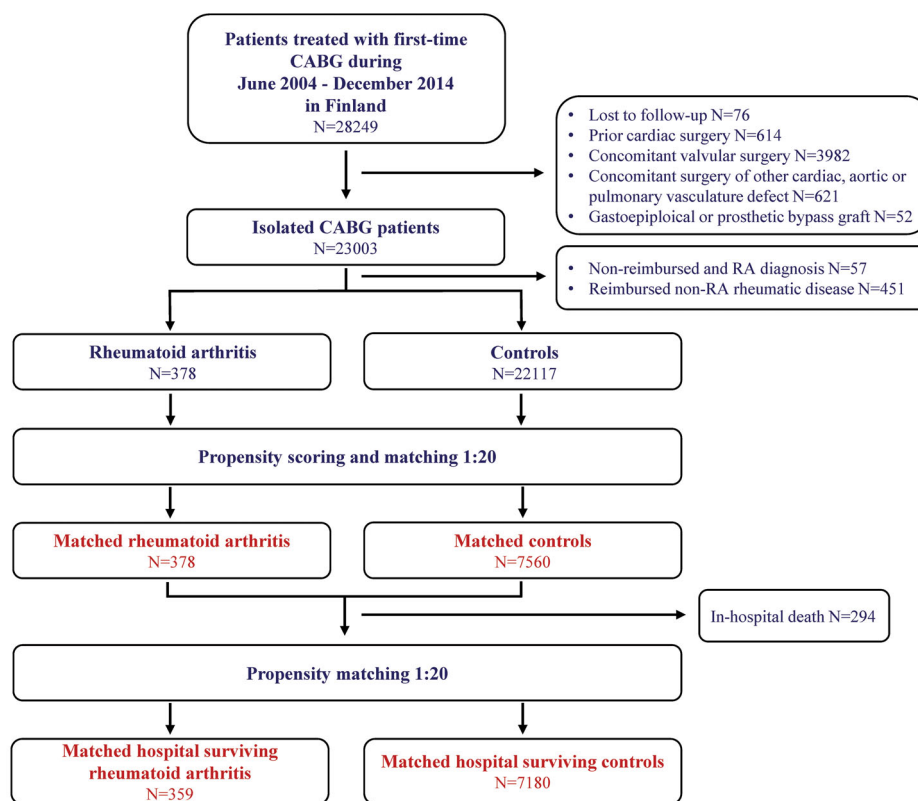 Patients treated with first-time
CABG during
June 2004 - December 2014
in Finland
N=28249
• Lost to follow-up N=76
• Prior cardiac surgery N=614
• Concomitant valvular surgery N=3982
• Concomitant surgery of other cardiac, aortic or
pulmonary vasculature defect N=621
• Gastoepiploical or prosthetic bypass graft N=52
Isolated CABG patients
N=23003
• Non-reimbursed and RA diagnosis N=57
• Reimbursed non-RA rheumatic disease N=451
Rheumatoid arthritis
N=378
Controls
N=22117
Propensity scoring and matching 1:20
Matched rheumatoid arthritis
N=378
Matched controls
N=7560
In-hospital death N=294
Propensity matching 1:20
Matched hospital surviving
rheumatoid arthritis
N=359
Matched hospital surviving controls
N=7180